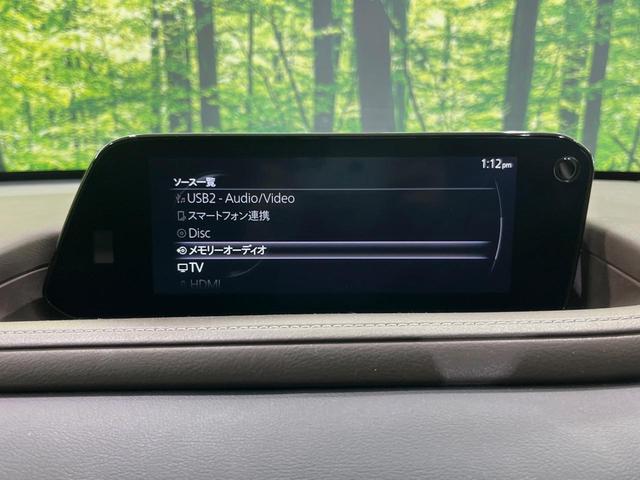 1:12pm
ソース一覧
USB2 - Audio/Video
スマートフォン連携
Disc
メモリーオーディオ
TV
HDMI